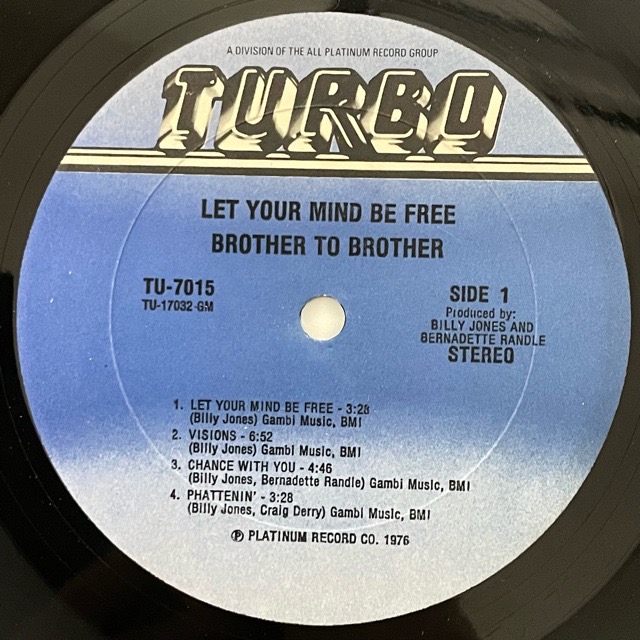 A DIVISION OF THE ALL PLATINUM RECORD GROUP
TURBO
LET YOUR MIND BE FREE
BROTHER TO BROTHER
TU-7015
TU-17032-GM
SIDE 1
Produced by:
BILLY JONES AND
BERNADETTE RANDLE
STEREO
1. LET YOUR MIND BE FREE - 3:28
(Billy Jones) Gambi Music, BMI
2. VISIONS - 6:52
(Billy Jones) Gambi Music, BMI
3. CHANCE WITH YOU - 4:46
(Billy Jones, Bernadette Randle) Gambi Music, BMI
4. PHATTENIN' - 3:28
(Billy Jones, Craig Derry) Gambi Music, BMI
℗ PLATINUM RECORD CO. 1976